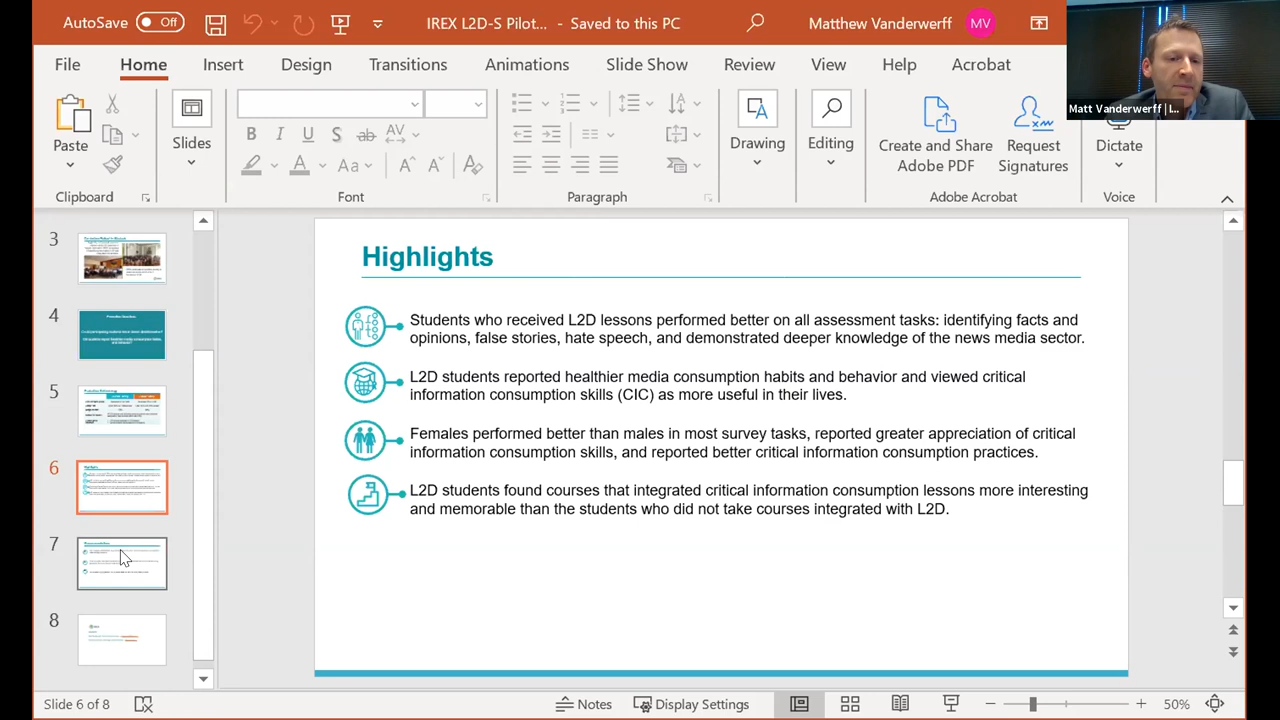 AutoSave Off IREX L2D-S Pilot... - Saved to this PC Matthew Vanderwerff MV
File Home Insert Design Transitions Animations Slide Show Review View Help Acrobat
Matt Vanderwerff | I...
Paste
Clipboard
Slides
B I U S ab AV
Aa A A
Font
Paragraph
Drawing
Editing
Create and Share
Adobe PDF
Request
Signatures
Adobe Acrobat
Dictate
Voice
3
4
5
6
7
8
Highlights
Students who received L2D lessons performed better on all assessment tasks: identifying facts and
opinions, false stories, hate speech, and demonstrated deeper knowledge of the news media sector.
L2D students reported healthier media consumption habits and behavior and viewed critical
information consumption skills (CIC) as more useful in their lives.
Females performed better than males in most survey tasks, reported greater appreciation of critical
information consumption skills, and reported better critical information consumption practices.
L2D students found courses that integrated critical information consumption lessons more interesting
and memorable than the students who did not take courses integrated with L2D.
Slide 6 of 8 Notes Display Settings 50%